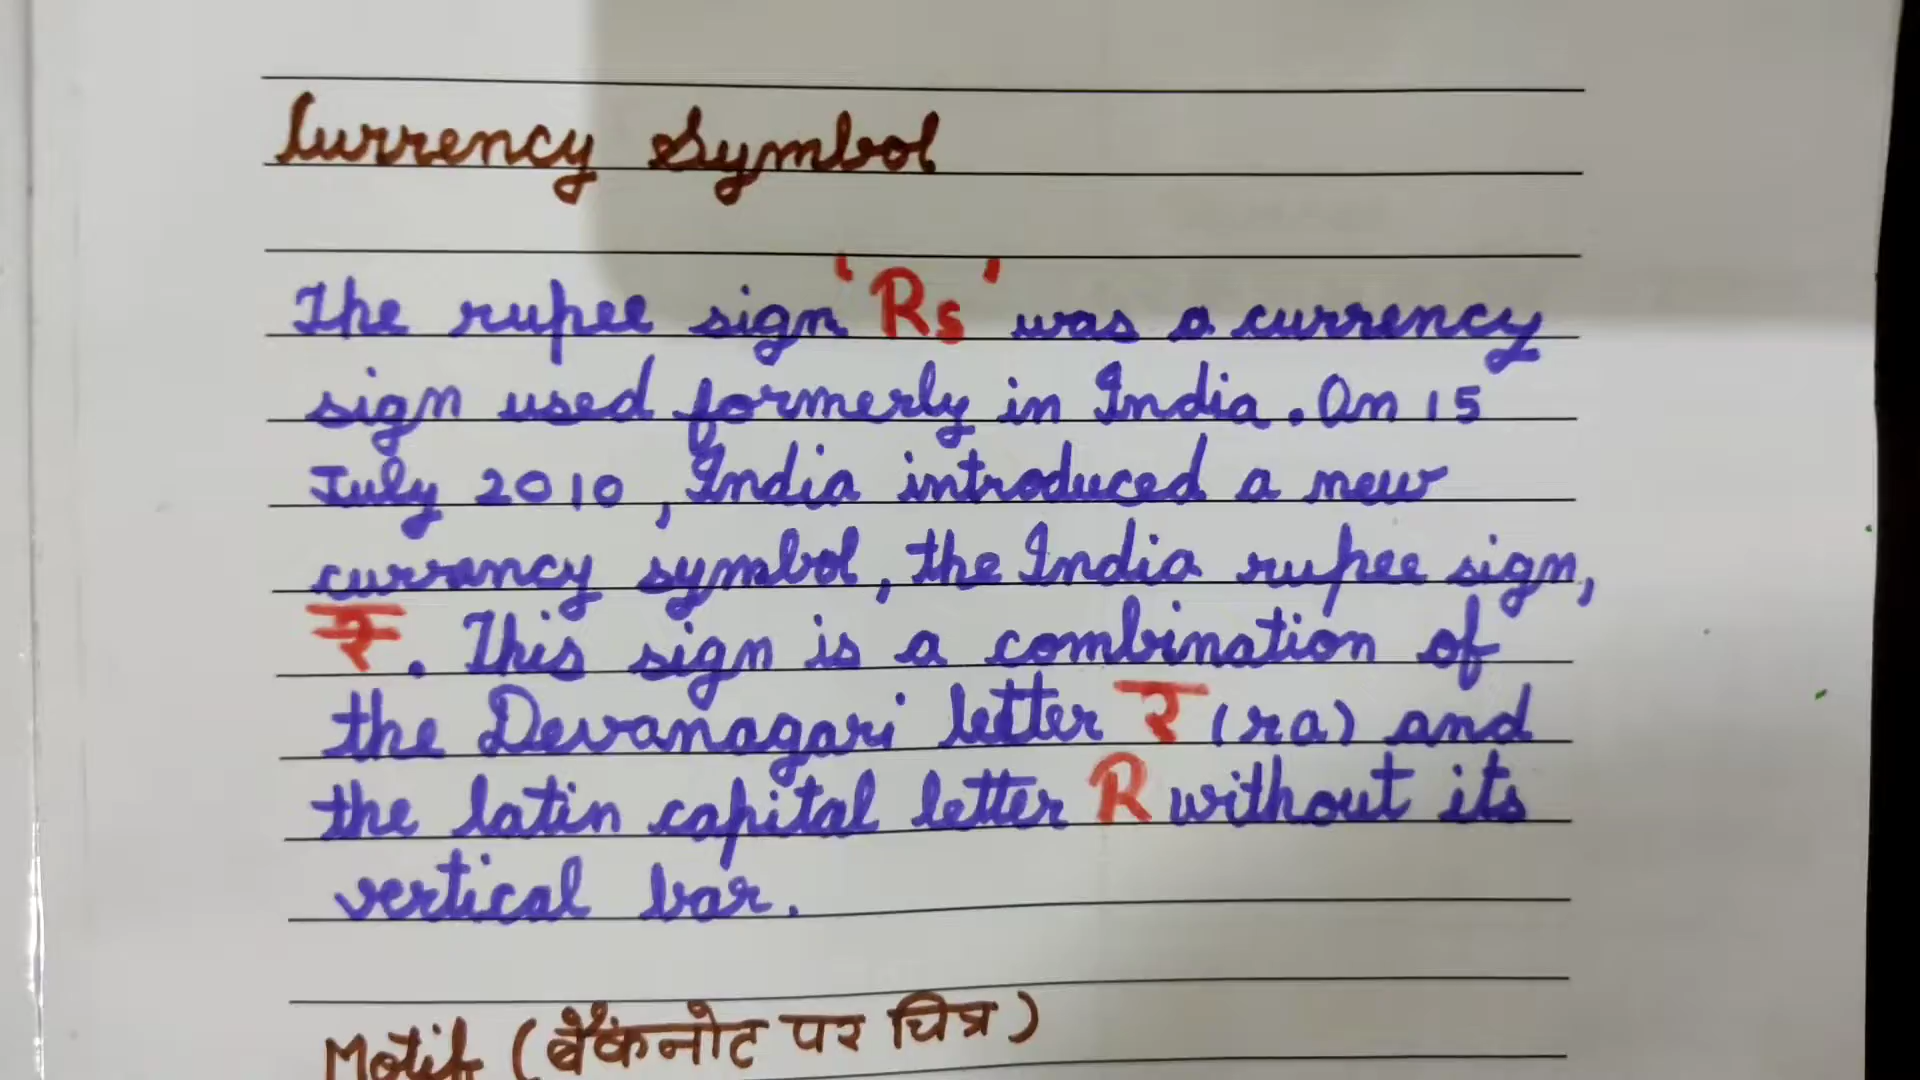 Currency Symbol
The rupee sign 'Rs' was a currency
sign used formerly in India. On 15
July 2010, India introduced a new
currancy symbol, the India rupee sign,
₹. This sign is a combination of
the Devanagari letter र (ra) and
the latin capital letter R without its
vertical bar.
Motif (बैंकनोट पर चित्र)